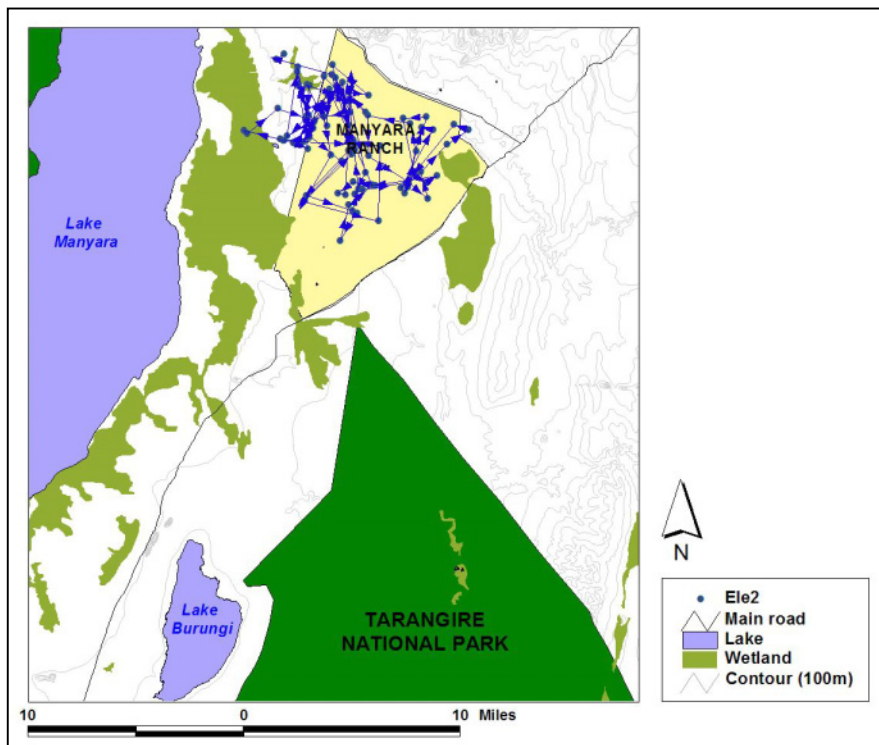 MANYARA
RANCH
Lake
Manyara
Lake
Burungi
TARANGIRE
NATIONAL PARK
N
Ele2
Main road
Lake
Wetland
Contour (100m)
10 0 10 Miles